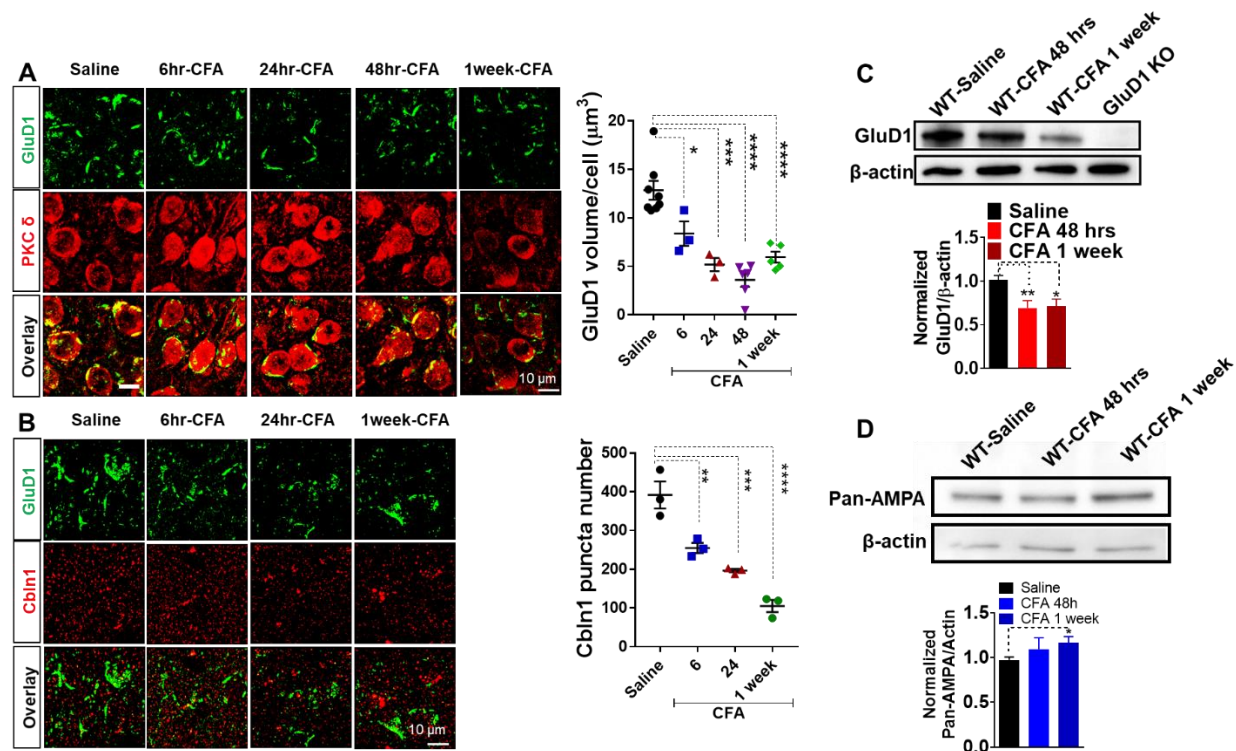 A
Saline 6hr-CFA 24hr-CFA 48hr-CFA 1week-CFA
GluD1
PKC δ
Overlay
10 µm
GluD1 volume/cell (µm³)
20
15
10
5
0
* *** **** ****
Saline 6 24 48 1 week
CFA
B
Saline 6hr-CFA 24hr-CFA 1week-CFA
GluD1
Cbln1
Overlay
10 µm
Cbln1 puncta number
500
400
300
200
100
0
** *** ****
Saline 6 24 1 week
CFA
C
WT-Saline WT-CFA 48 hrs WT-CFA 1 week GluD1 KO
GluD1
β-actin
Saline
CFA 48 hrs
CFA 1 week
Normalized
GluD1/β-actin
1.5
1.0
0.5
0.0
** *
D
WT-Saline WT-CFA 48 hrs WT-CFA 1 week
Pan-AMPA
β-actin
Saline
CFA 48h
CFA 1 week
Normalized
Pan-AMPA/Actin
1.5
1.0
0.5
0.0
*